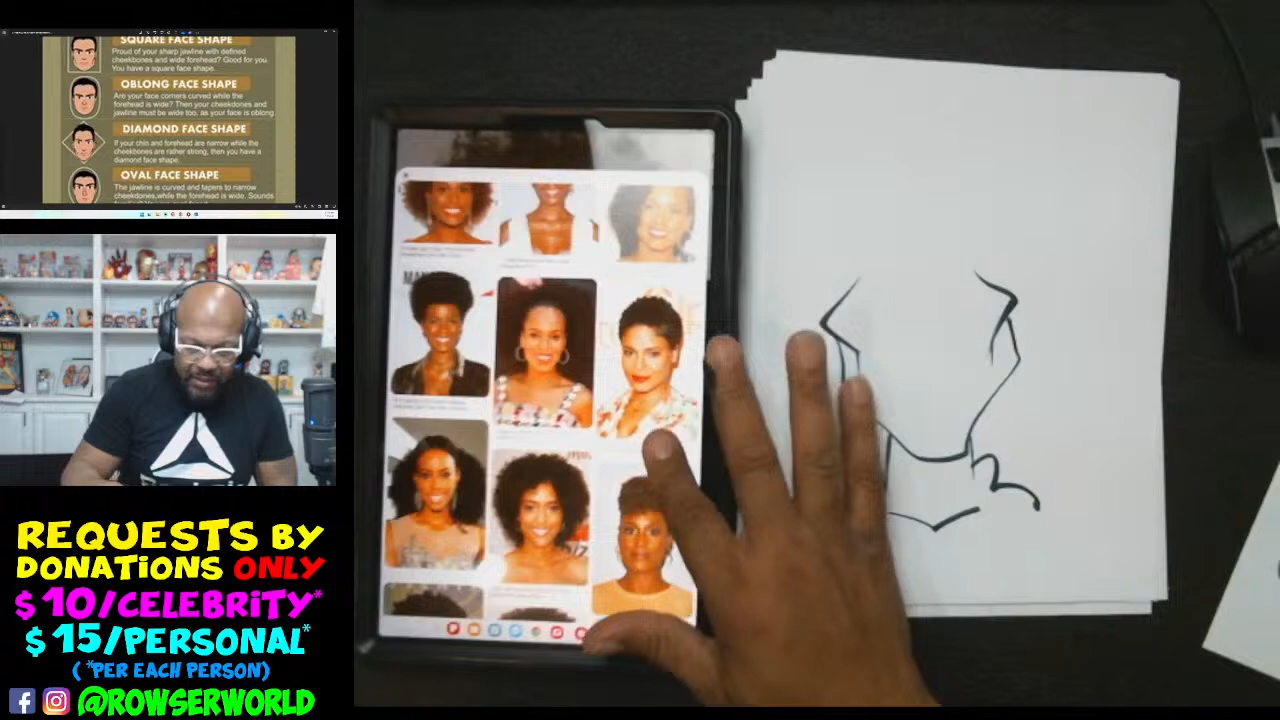 SQUARE FACE SHAPE
Proud of your sharp jawline with defined
cheekbones and wide forehead? Good for you.
You have a square face shape.
OBLONG FACE SHAPE
Are your face corners curved while the
forehead is wide? Then your cheekdones and
jawline must be wide too, as your face is oblong
DIAMOND FACE SHAPE
If your chin and forehead are narrow while the
cheekbones are rather strong, then you have a
diamond face shape.
OVAL FACE SHAPE
The jawline is curved and tapers to narrow
cheekdones,while the forehead is wide. Sounds
REQUESTS BY
DONATIONS ONLY
$10/CELEBRITY*
$15/PERSONAL*
(*PER EACH PERSON)
@ROWSERWORLD